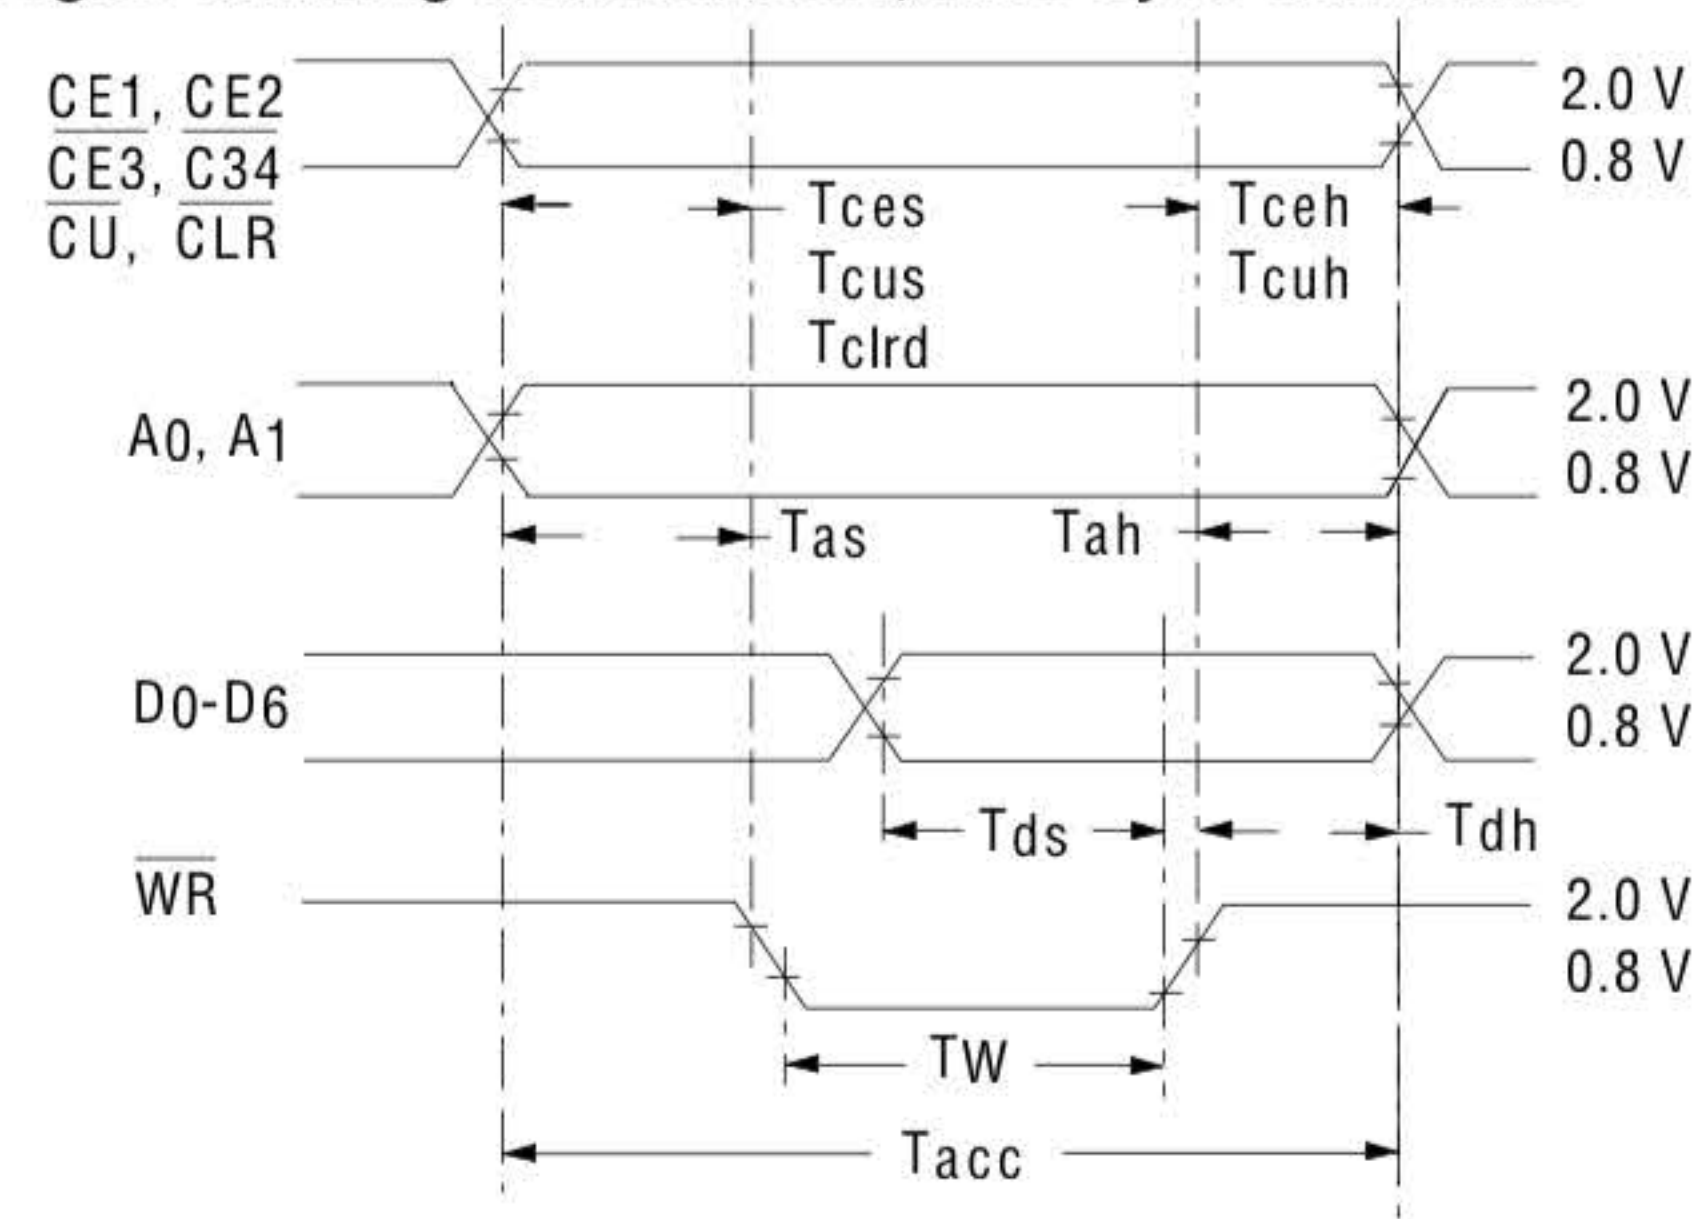 CE1, CE2
CE3, C34
CU, CLR
2.0 V
0.8 V
Tces
Tcus
Tclrd
Tceh
Tcuh
A0, A1
2.0 V
0.8 V
Tas
Tah
D0-D6
2.0 V
0.8 V
Tds
Tdh
WR
2.0 V
0.8 V
TW
Tacc